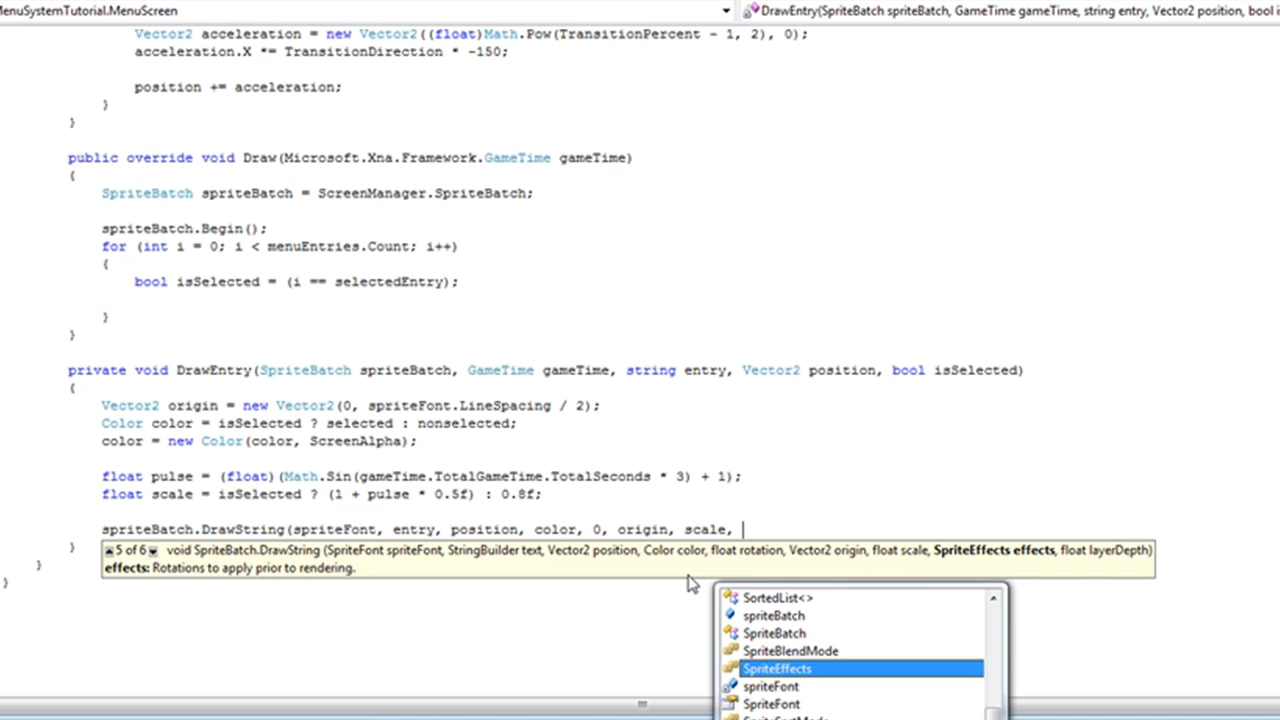 MenuSystemTutorial.MenuScreen
DrawEntry(SpriteBatch spriteBatch, GameTime gameTime, string entry, Vector2 position, bool i
Vector2 acceleration = new Vector2((float)Math.Pow(TransitionPercent - 1, 2), 0);
acceleration.X *= TransitionDirection * -150;
position += acceleration;
}
}
public override void Draw(Microsoft.Xna.Framework.GameTime gameTime)
{
SpriteBatch spriteBatch = ScreenManager.SpriteBatch;
spriteBatch.Begin();
for (int i = 0; i < menuEntries.Count; i++)
{
bool isSelected = (i == selectedEntry);
}
}
private void DrawEntry(SpriteBatch spriteBatch, GameTime gameTime, string entry, Vector2 position, bool isSelected)
{
Vector2 origin = new Vector2(0, spriteFont.LineSpacing / 2);
Color color = isSelected ? selected : nonselected;
color = new Color(color, ScreenAlpha);
float pulse = (float)(Math.Sin(gameTime.TotalGameTime.TotalSeconds * 3) + 1);
float scale = isSelected ? (1 + pulse * 0.5f) : 0.8f;
spriteBatch.DrawString(spriteFont, entry, position, color, 0, origin, scale,
}
5 of 6 void SpriteBatch.DrawString (SpriteFont spriteFont, StringBuilder text, Vector2 position, Color color, float rotation, Vector2 origin, float scale, SpriteEffects effects, float layerDepth)
effects: Rotations to apply prior to rendering.
}
}
SortedList<>
spriteBatch
SpriteBatch
SpriteBlendMode
SpriteEffects
spriteFont
SpriteFont
SpriteSortMode